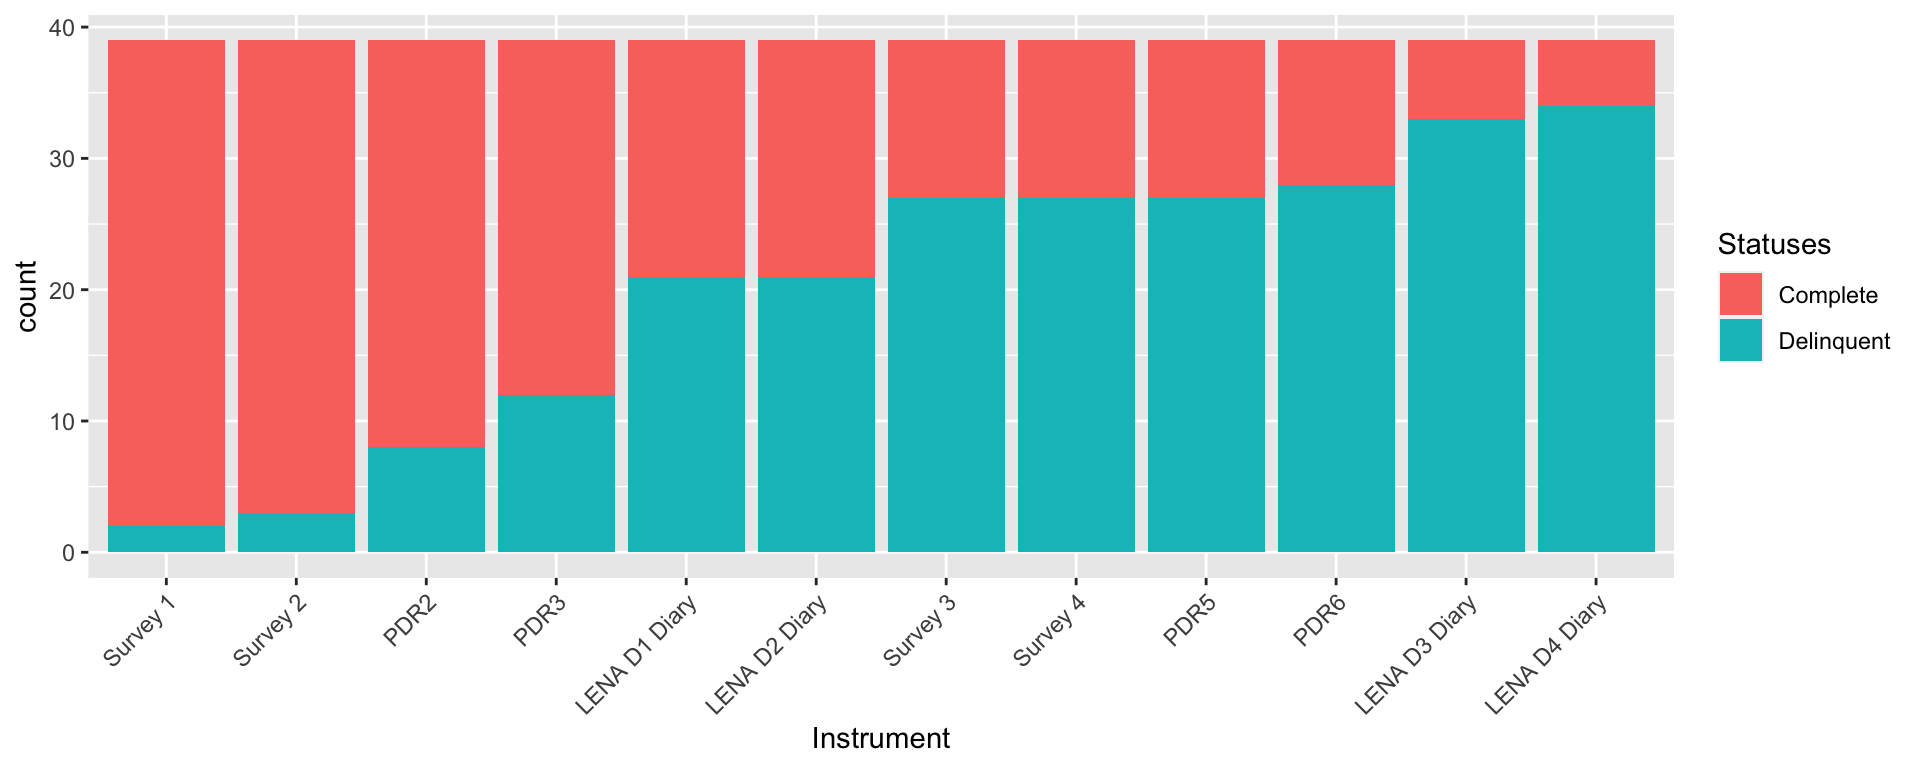 40
30
20
10
0
count
Survey 1
Survey 2
PDR2
PDR3
LENA D1 Diary
LENA D2 Diary
Survey 3
Survey 4
PDR5
PDR6
LENA D3 Diary
LENA D4 Diary
Instrument
Statuses
Complete
Delinquent